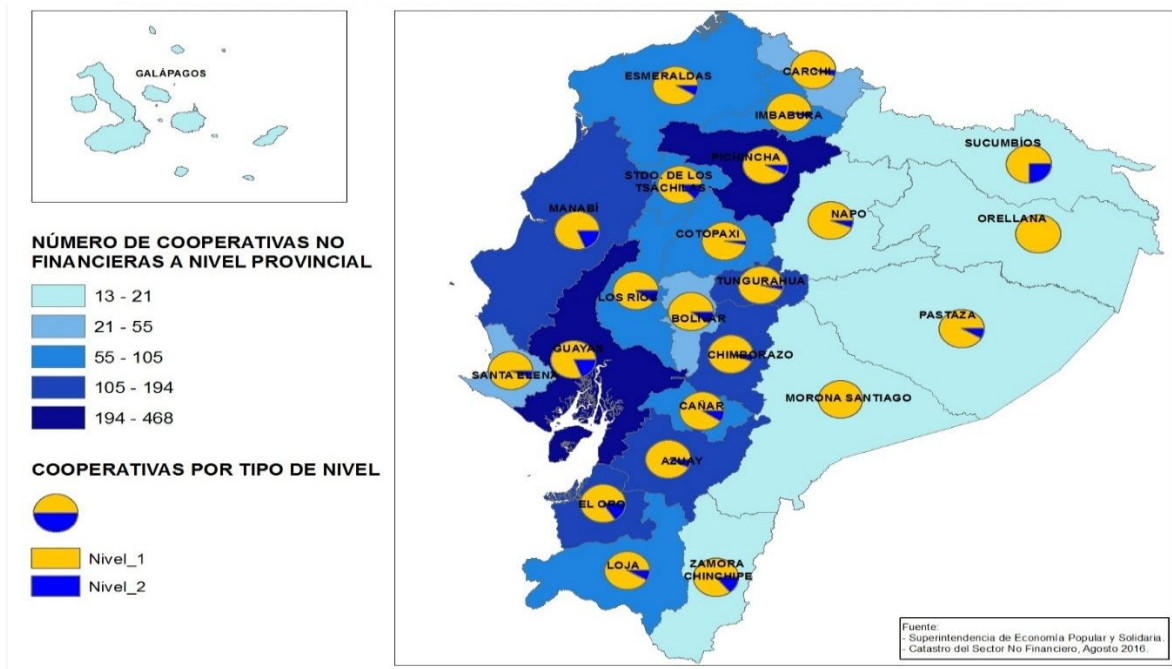 GALÁPAGOS
NÚMERO DE COOPERATIVAS NO
FINANCIERAS A NIVEL PROVINCIAL
13 - 21
21 - 55
55 - 105
105 - 194
194 - 468
COOPERATIVAS POR TIPO DE NIVEL
Nivel_1
Nivel_2
ESMERALDAS
CARCHI
IMBABURA
SUCUMBÍOS
PICHINCHA
STDO. DE LOS
TSÁCHILAS
MANABÍ
NAPO
ORELLANA
COTOPAXI
TUNGURAHUA
LOS RÍOS
BOLÍVAR
PASTAZA
GUAYAS
CHIMBORAZO
SANTA ELENA
MORONA SANTIAGO
CAÑAR
AZUAY
EL ORO
LOJA
ZAMORA
CHINCHIPE
Fuente:
- Superintendencia de Economía Popular y Solidaria.
- Catastro del Sector No Financiero, Agosto 2016.